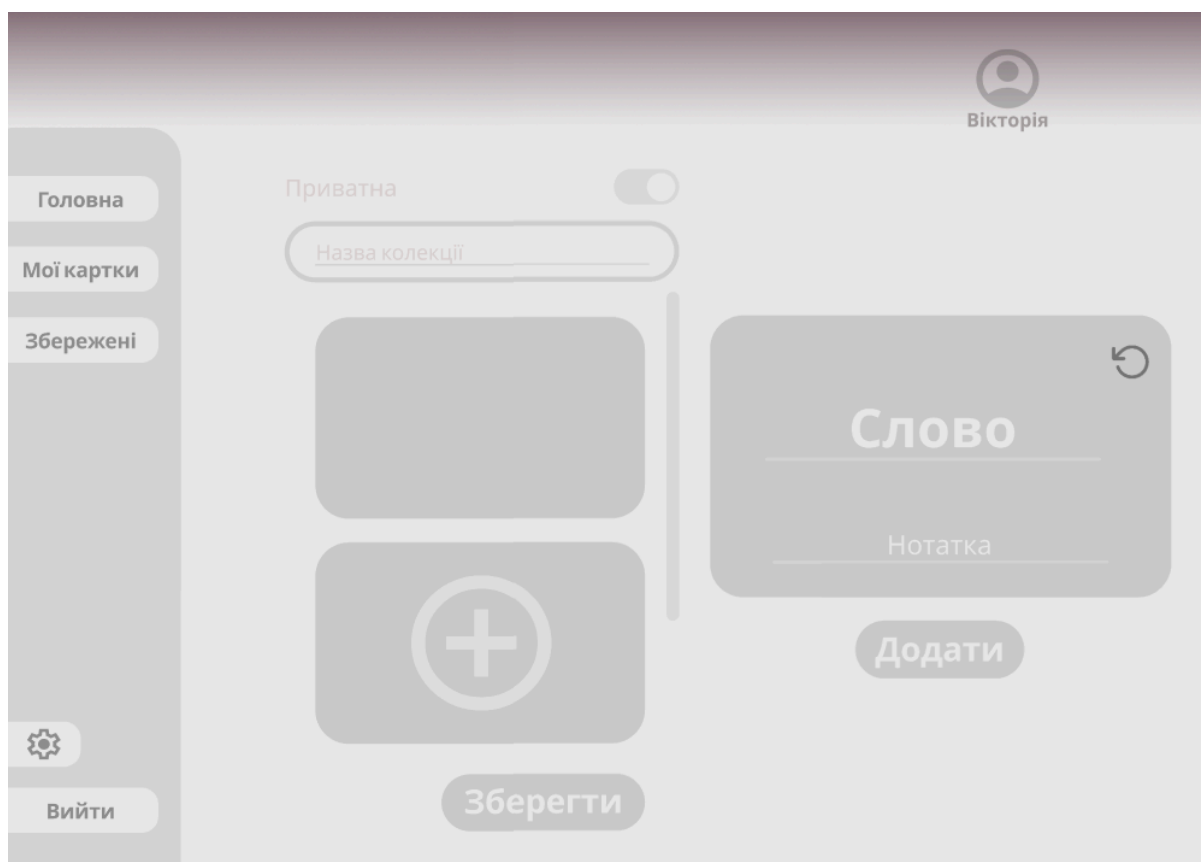 Вікторія
Головна
Мої картки
Збережені
Вийти
Приватна
Назва колекції
Слово
Нотатка
Додати
Зберегти